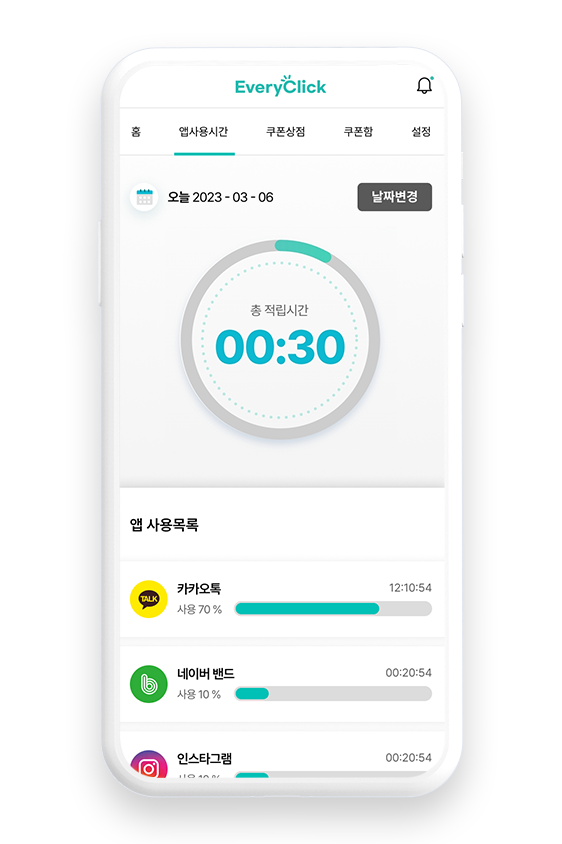 EveryClick
홈 앱사용시간 쿠폰상점 쿠폰함 설정
오늘 2023 - 03 - 06 날짜변경
총 적립시간
00:30
앱 사용목록
TALK
카카오톡 12:10:54
사용 70 %
네이버 밴드 00:20:54
사용 10 %
인스타그램 00:20:54
사용 10 %